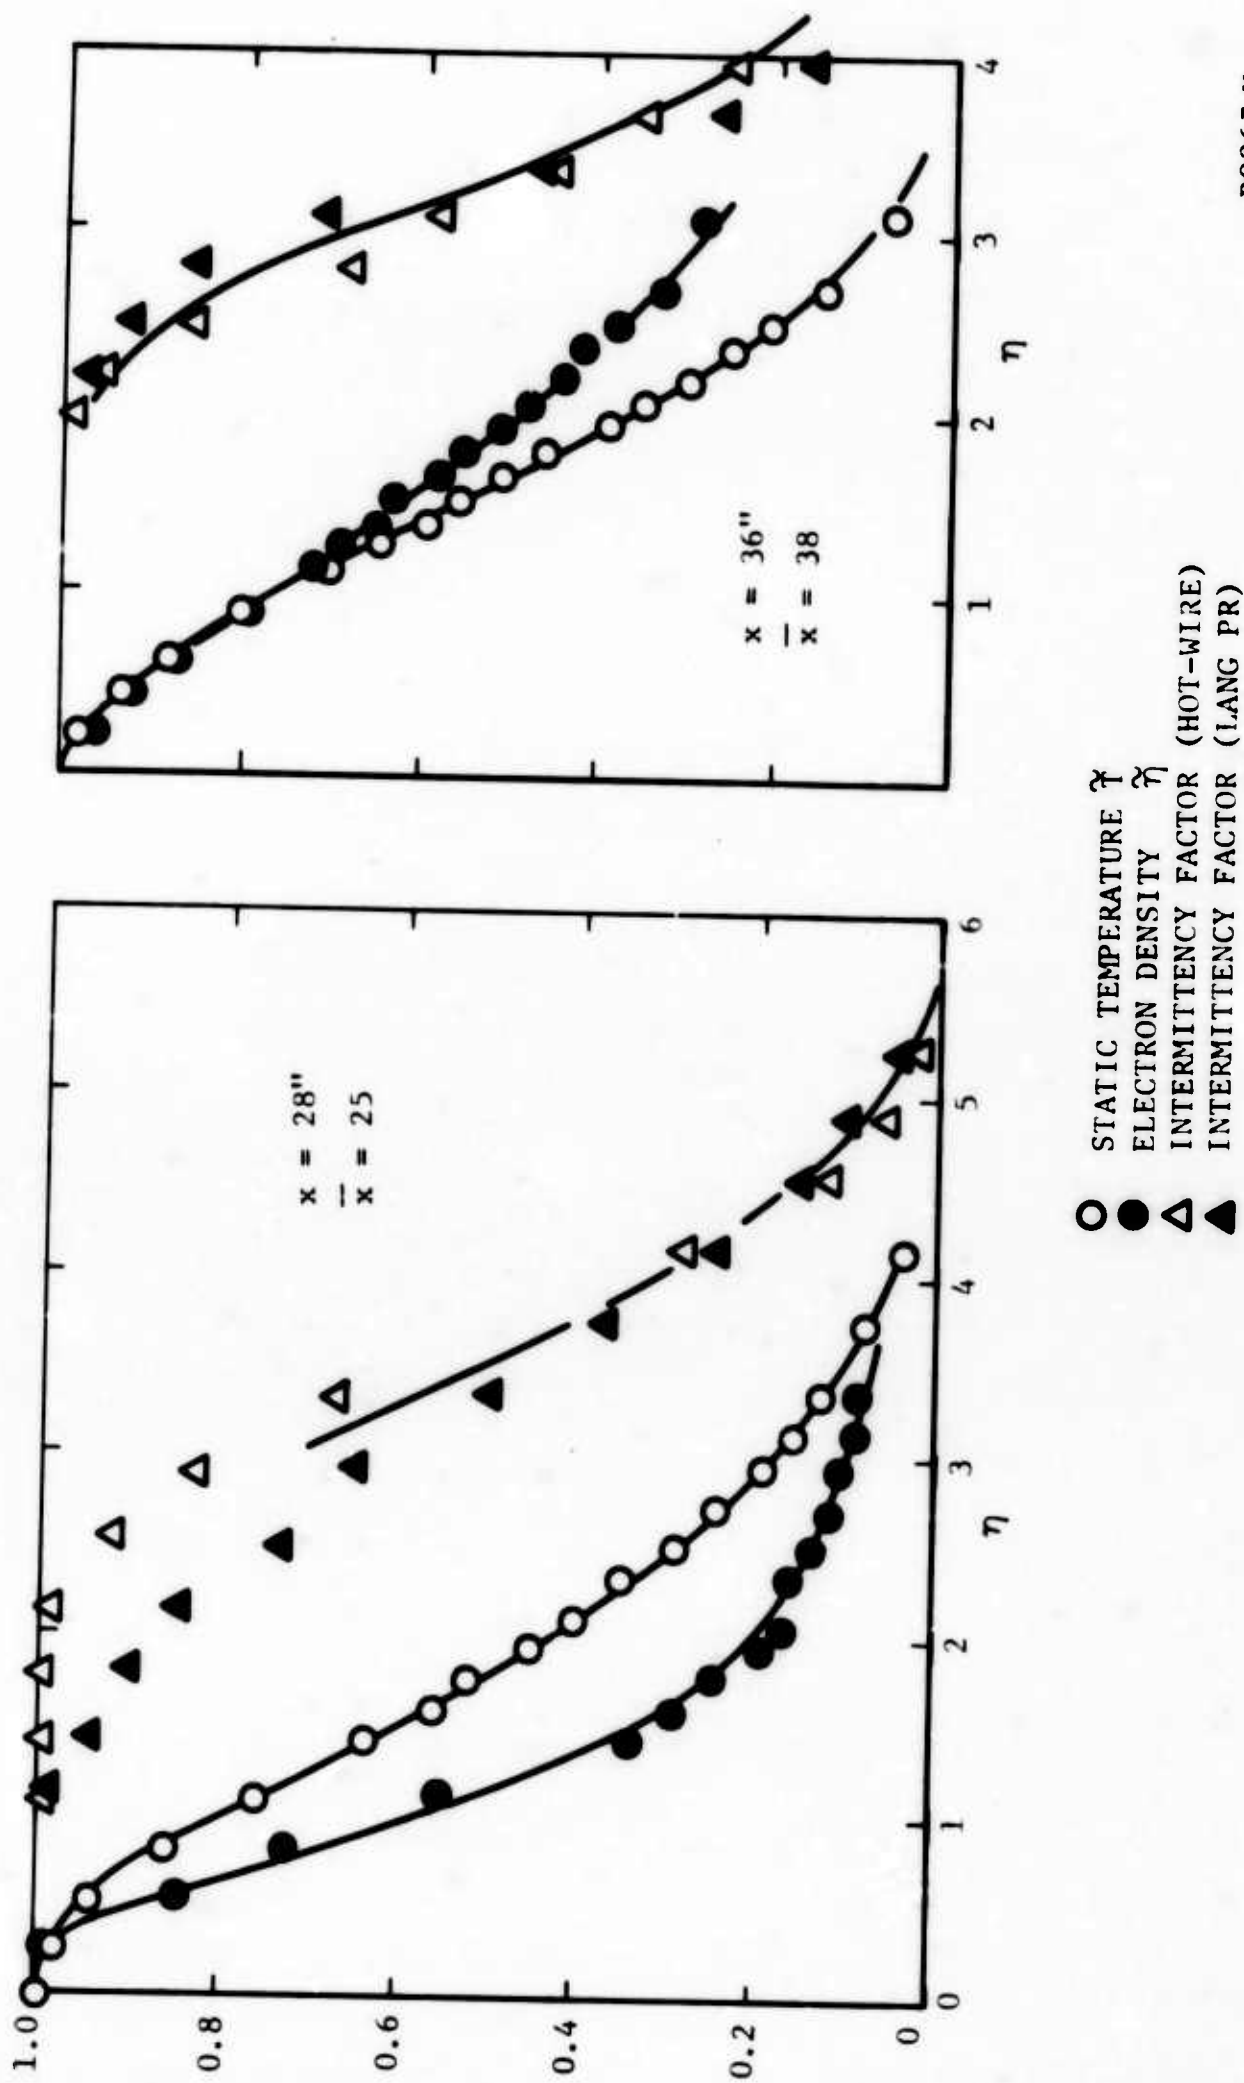 1.0
0.8
0.6
0.4
0.2
0
0
1
2
3
4
5
6
η
x = 28"
x̄ = 25
1
2
3
4
η
x = 36"
x̄ = 38
STATIC TEMPERATURE T̃
ELECTRON DENSITY η̃
INTERMITTENCY FACTOR (HOT-WIRE)
INTERMITTENCY FACTOR (LANG PR)